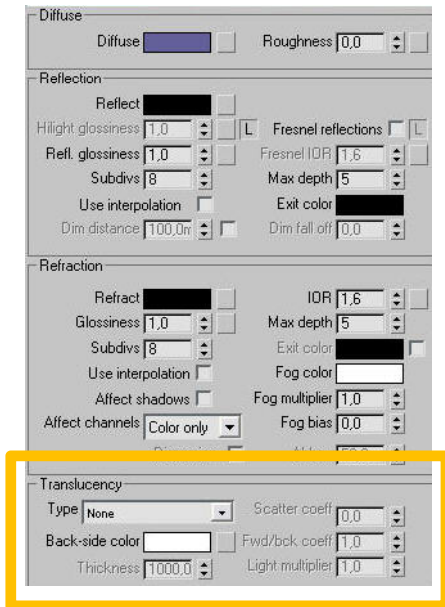 Diffuse
Diffuse Roughness 0,0
Reflection
Reflect
Hilight glossiness 1,0 L Fresnel reflections L
Refl. glossiness 1,0 Fresnel IOR 1,6
Subdivs 8 Max depth 5
Use interpolation Exit color
Dim distance 100,0m Dim fall off 0,0
Refraction
Refract IOR 1,6
Glossiness 1,0 Max depth 5
Subdivs 8 Exit color
Use interpolation Fog color
Affect shadows Fog multiplier 1,0
Affect channels Color only Fog bias 0,0
Translucency
Type None Scatter coeff 0,0
Back-side color Fwd/bck coeff 1,0
Thickness 1000,0 Light multiplier 1,0